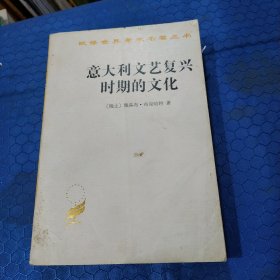 汉译世界学术名著丛书
意大利文艺复兴
时期的文化
〔瑞士〕雅各布·布克哈特 著